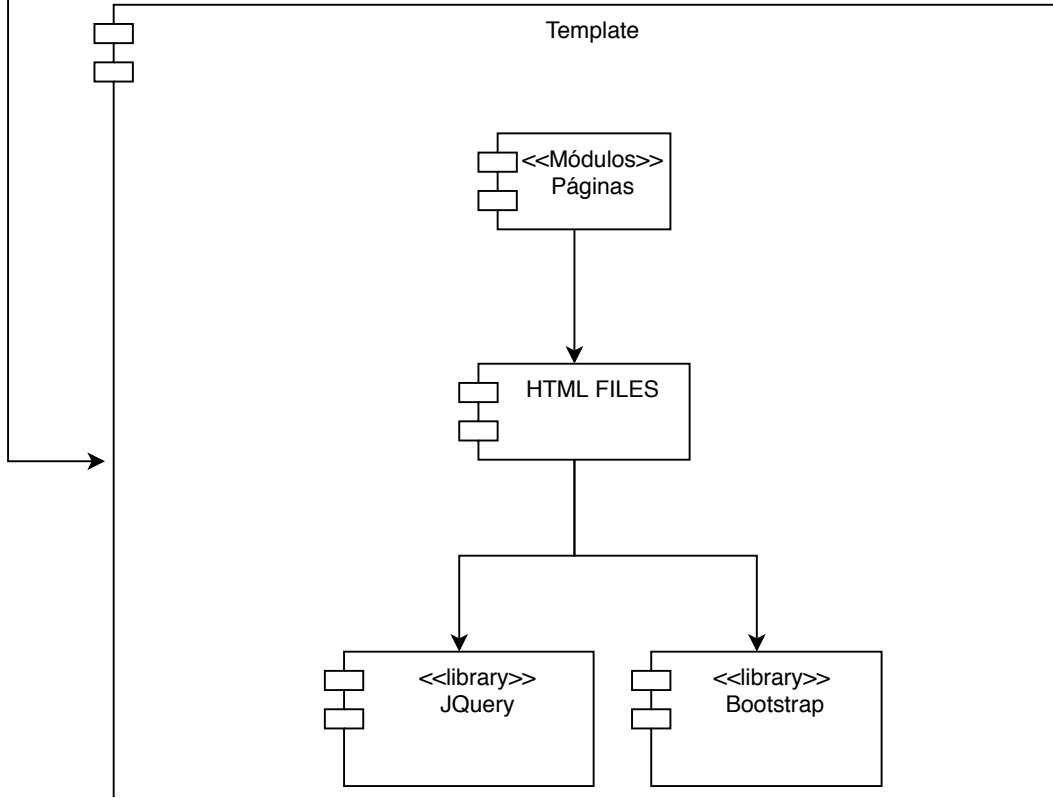 Template
<<Módulos>>
Páginas
HTML FILES
<<library>>
JQuery
<<library>>
Bootstrap